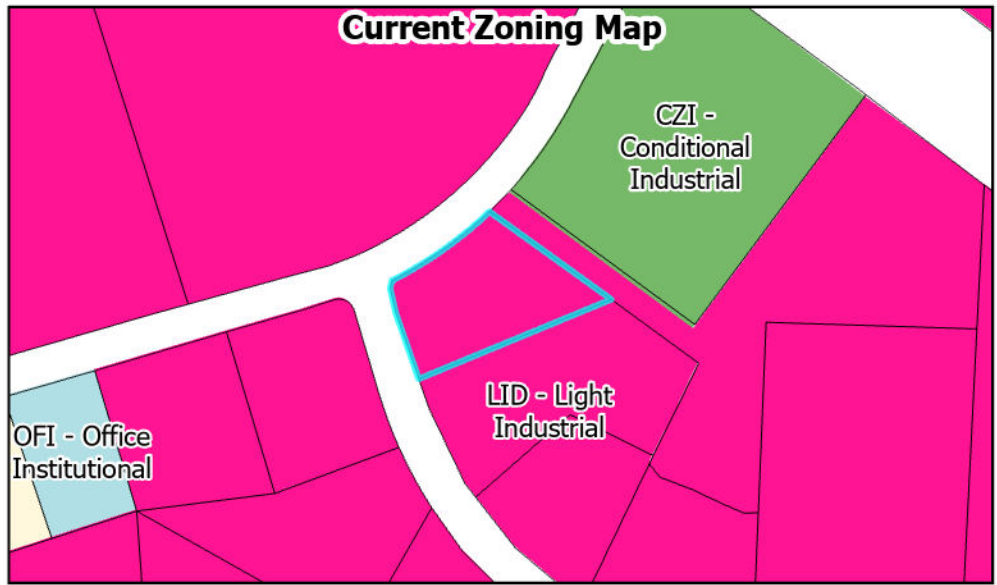 Current Zoning Map
CZI -
Conditional
Industrial
LID - Light
Industrial
OFI - Office
Institutional